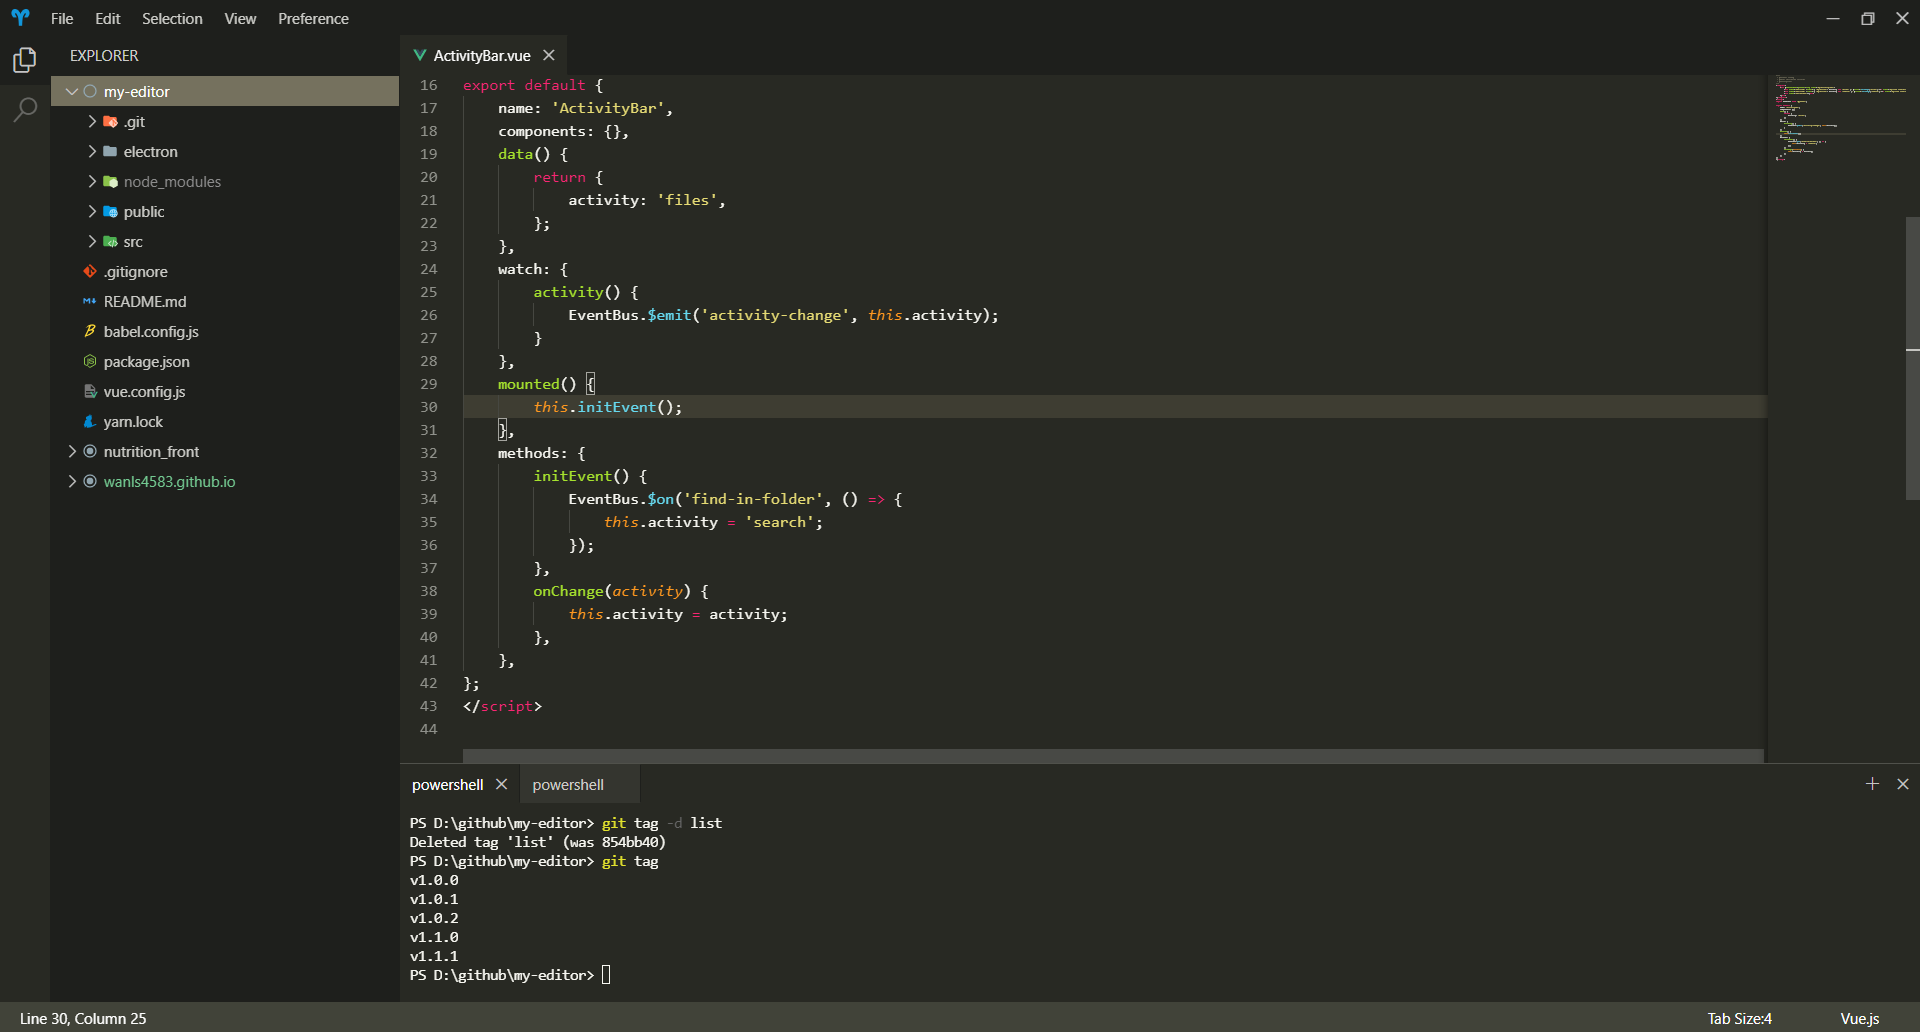 File Edit Selection View Preference
EXPLORER
my-editor
.git
electron
node_modules
public
src
.gitignore
README.md
babel.config.js
package.json
vue.config.js
yarn.lock
nutrition_front
wanls4583.github.io
ActivityBar.vue
16 export default {
17     name: 'ActivityBar',
18     components: {},
19     data() {
20         return {
21             activity: 'files',
22         };
23     },
24     watch: {
25         activity() {
26             EventBus.$emit('activity-change', this.activity);
27         }
28     },
29     mounted() {
30         this.initEvent();
31     },
32     methods: {
33         initEvent() {
34             EventBus.$on('find-in-folder', () => {
35                 this.activity = 'search';
36             });
37         },
38         onChange(activity) {
39             this.activity = activity;
40         },
41     },
42 };
43 </script>
44
powershell powershell
PS D:\github\my-editor> git tag -d list
Deleted tag 'list' (was 854bb40)
PS D:\github\my-editor> git tag
v1.0.0
v1.0.1
v1.0.2
v1.1.0
v1.1.1
PS D:\github\my-editor>
Line 30, Column 25 Tab Size:4 Vue.js